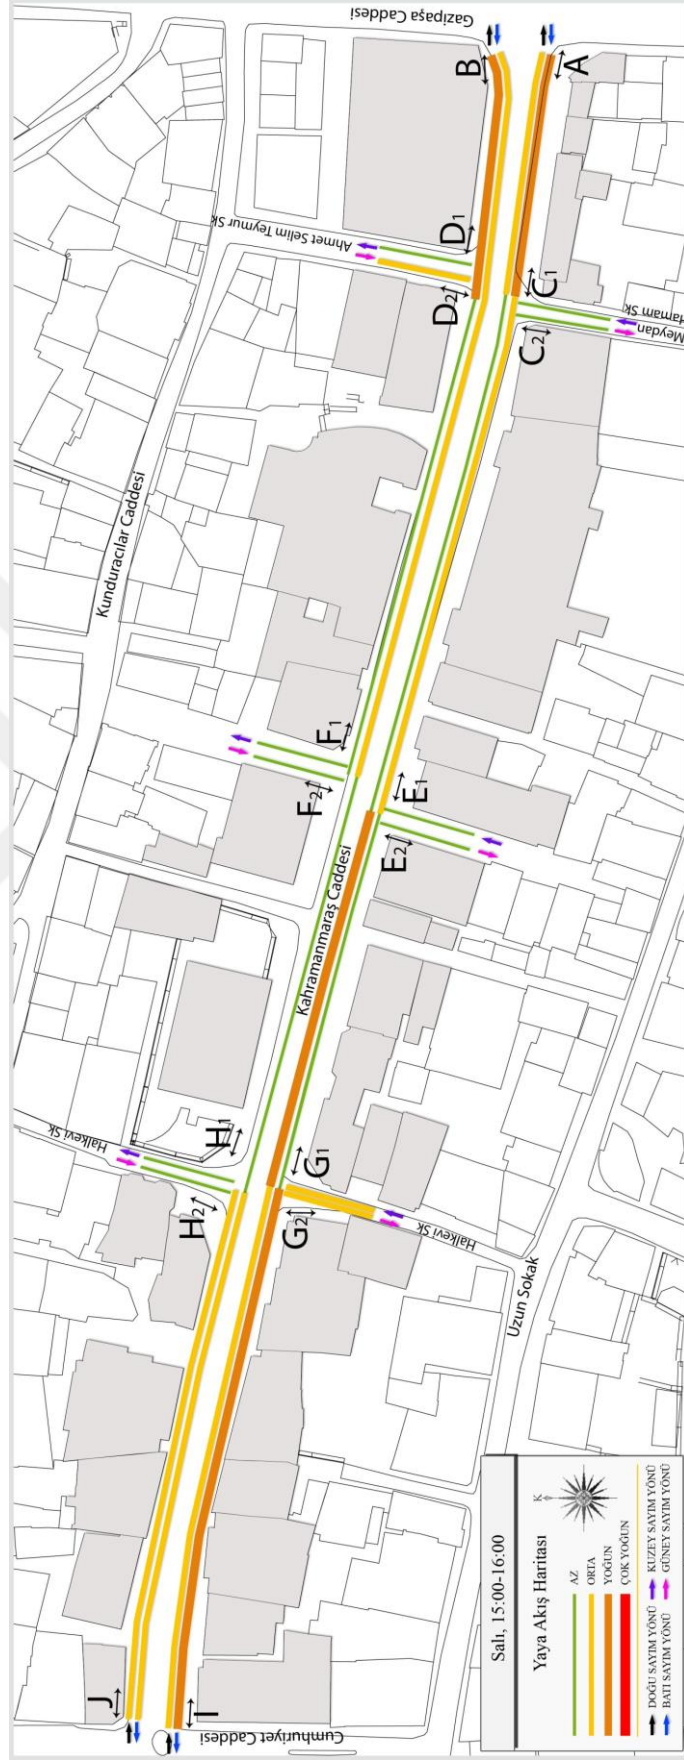 Gazipaşa Caddesi
B
A
Ahmet Selim Teymur Sk
D1
D2
C1
C2
Meydan
Hamam Sk
Kunduracılar Caddesi
F1
F2
E1
E2
Kahramanmaraş Caddesi
Halkevi Sk
H1
H2
G1
G2
Halkevi Sk
Uzun Sokak
J
I
Cumhuriyet Caddesi
Salı, 15:00-16:00
Yaya Akış Haritası
K
AZ
ORTA
YOĞUN
ÇOK YOĞUN
DOĞU SAYIM YÖNÜ
KUZEY SAYIM YÖNÜ
BATI SAYIM YÖNÜ
GÜNEY SAYIM YÖNÜ